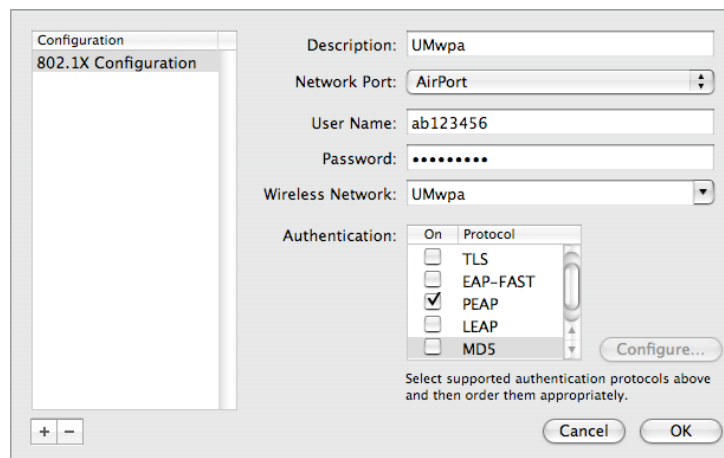 Configuration
802.1X Configuration
Description: UMwpa
Network Port: AirPort
User Name: ab123456
Password: •••••••••
Wireless Network: UMwpa
Authentication:
On Protocol
TLS
EAP-FAST
PEAP
LEAP
MD5
Configure...
Select supported authentication protocols above
and then order them appropriately.
+ −
Cancel OK